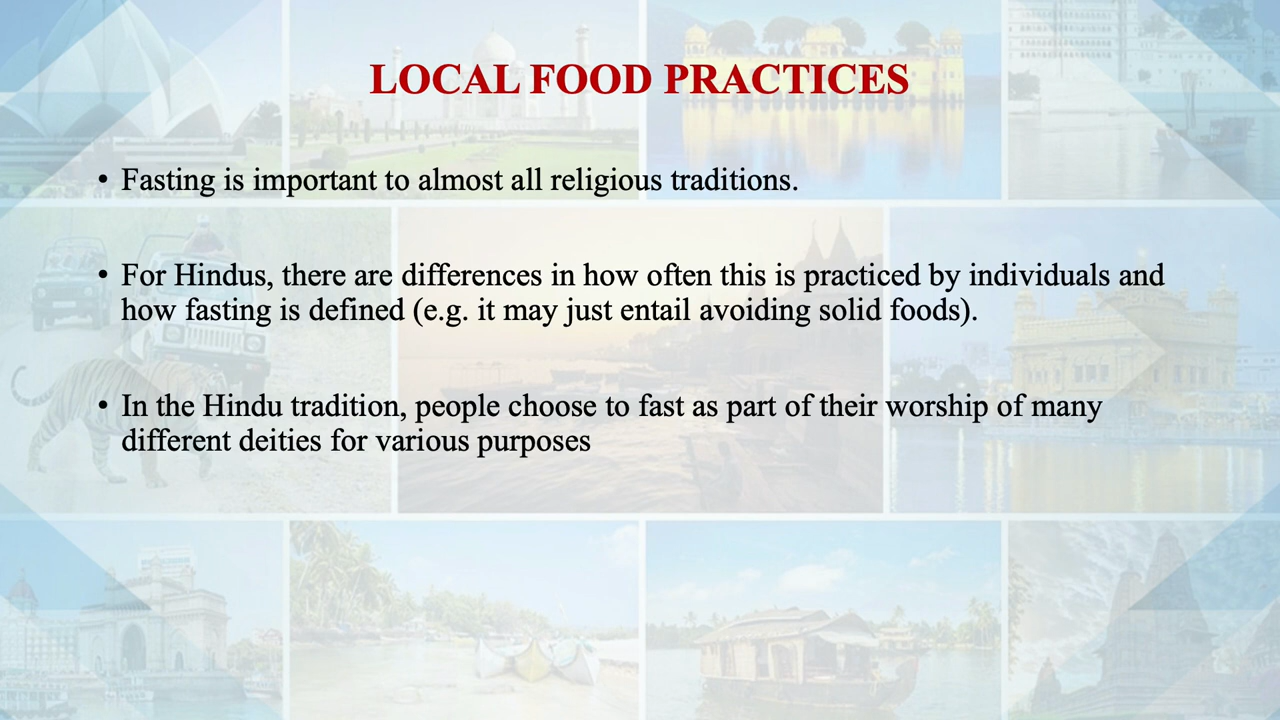 LOCAL FOOD PRACTICES
• Fasting is important to almost all religious traditions.
• For Hindus, there are differences in how often this is practiced by individuals and
how fasting is defined (e.g. it may just entail avoiding solid foods).
• In the Hindu tradition, people choose to fast as part of their worship of many
different deities for various purposes